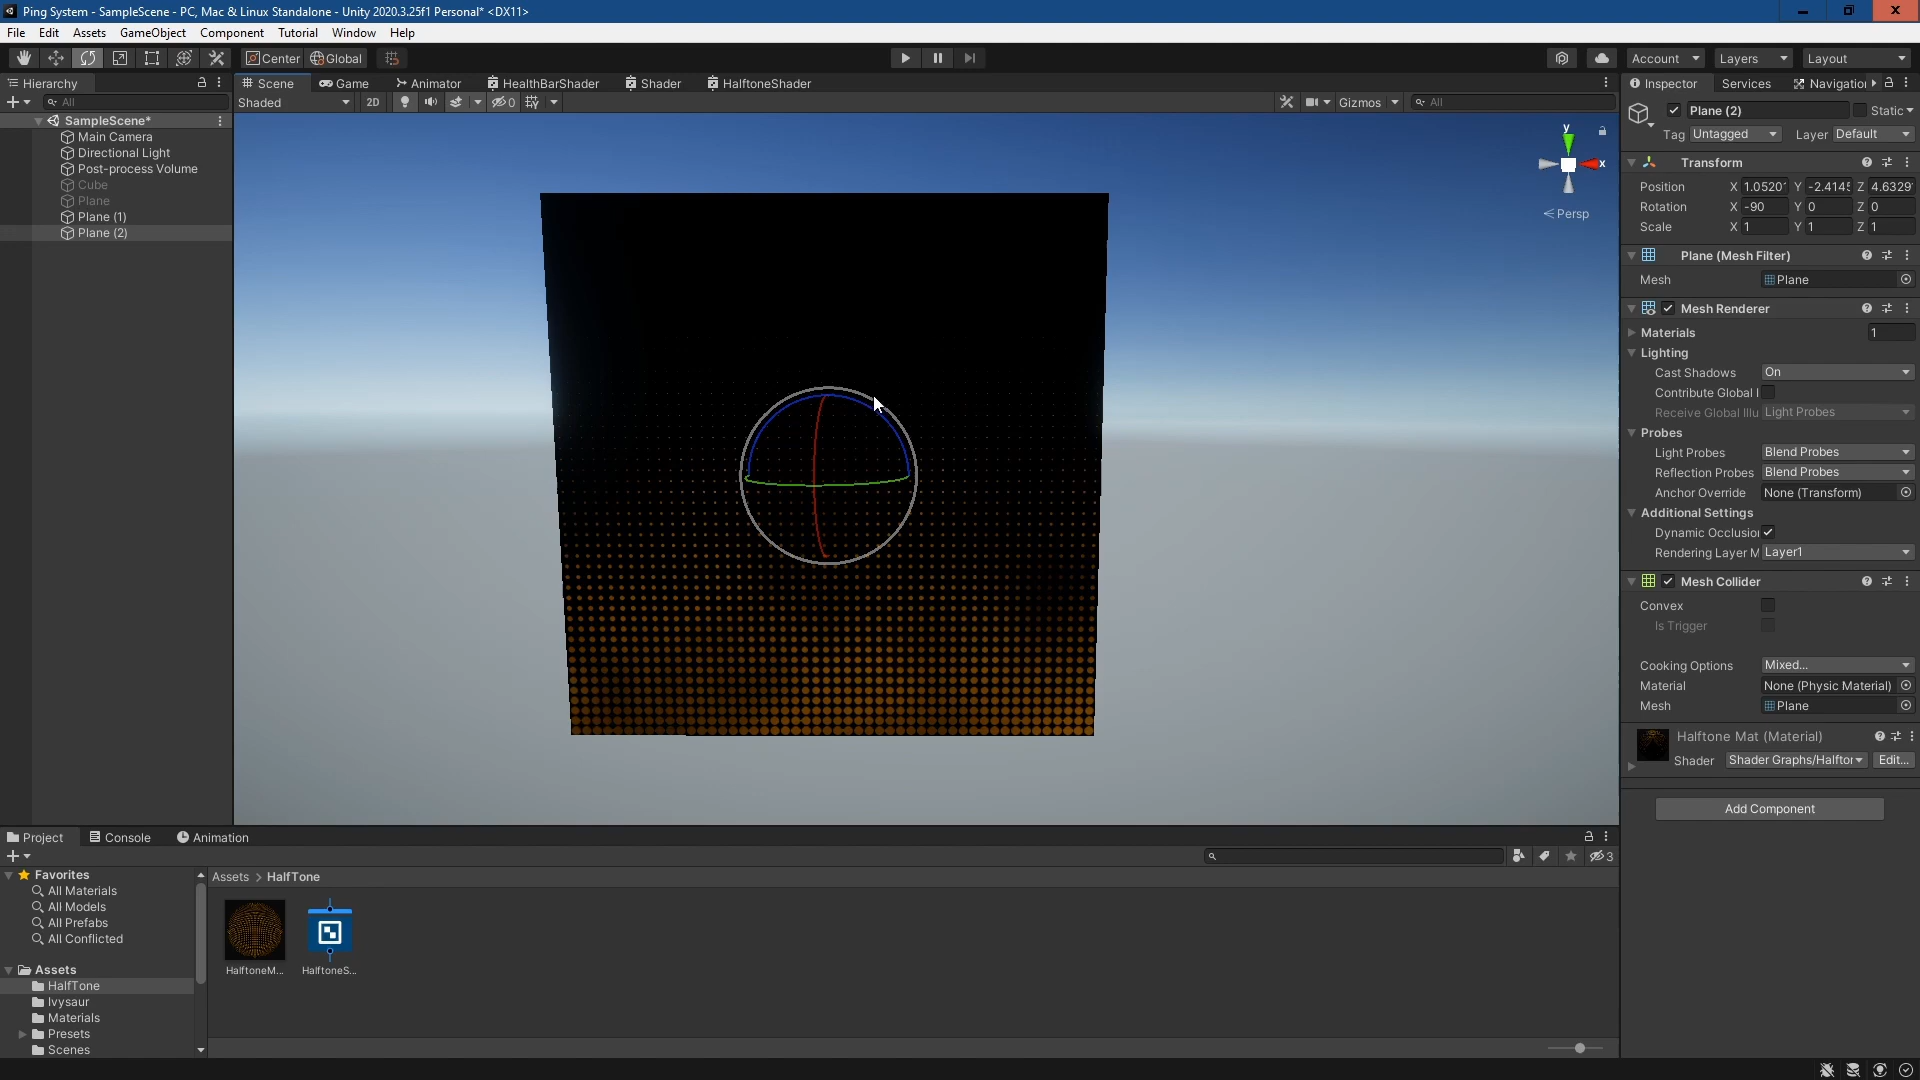 Ping System - SampleScene - PC, Mac & Linux Standalone - Unity 2020.3.25f1 Personal* <DX11>
File Edit Assets GameObject Component Tutorial Window Help
Center Global Account Layers Layout
Hierarchy Scene Game Animator HealthBarShader Shader HalftoneShader Inspector Services Navigation
All Shaded 2D 0 Gizmos All
SampleScene*
Main Camera
Directional Light
Post-process Volume
Cube
Plane
Plane (1)
Plane (2)
y
x
Persp
Plane (2) Static
Tag Untagged Layer Default
Transform
Position X 1.0520 Y -2.4145 Z 4.6329
Rotation X -90 Y 0 Z 0
Scale X 1 Y 1 Z 1
Plane (Mesh Filter)
Mesh Plane
Mesh Renderer
Materials 1
Lighting
Cast Shadows On
Contribute Global I
Receive Global Illu Light Probes
Probes
Light Probes Blend Probes
Reflection Probes Blend Probes
Anchor Override None (Transform)
Additional Settings
Dynamic Occlusion
Rendering Layer M Layer1
Mesh Collider
Convex
Is Trigger
Cooking Options Mixed...
Material None (Physic Material)
Mesh Plane
Halftone Mat (Material)
Shader Shader Graphs/Halftor Edit...
Add Component
Project Console Animation
3
Favorites
All Materials
All Models
All Prefabs
All Conflicted
Assets
HalfTone
Ivysaur
Materials
Presets
Scenes
Assets > HalfTone
HalftoneM... HalftoneS...